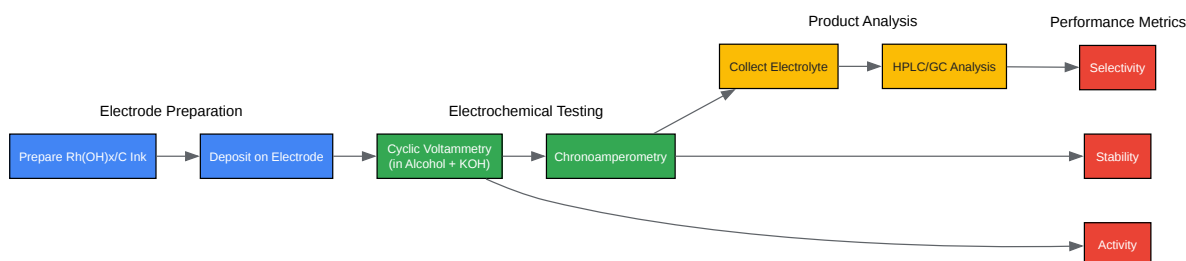 Product Analysis
Performance Metrics
Collect Electrolyte
HPLC/GC Analysis
Selectivity
Electrode Preparation
Electrochemical Testing
Prepare Rh(OH)x/C Ink
Deposit on Electrode
Cyclic Voltammetry
(in Alcohol + KOH)
Chronoamperometry
Stability
Activity